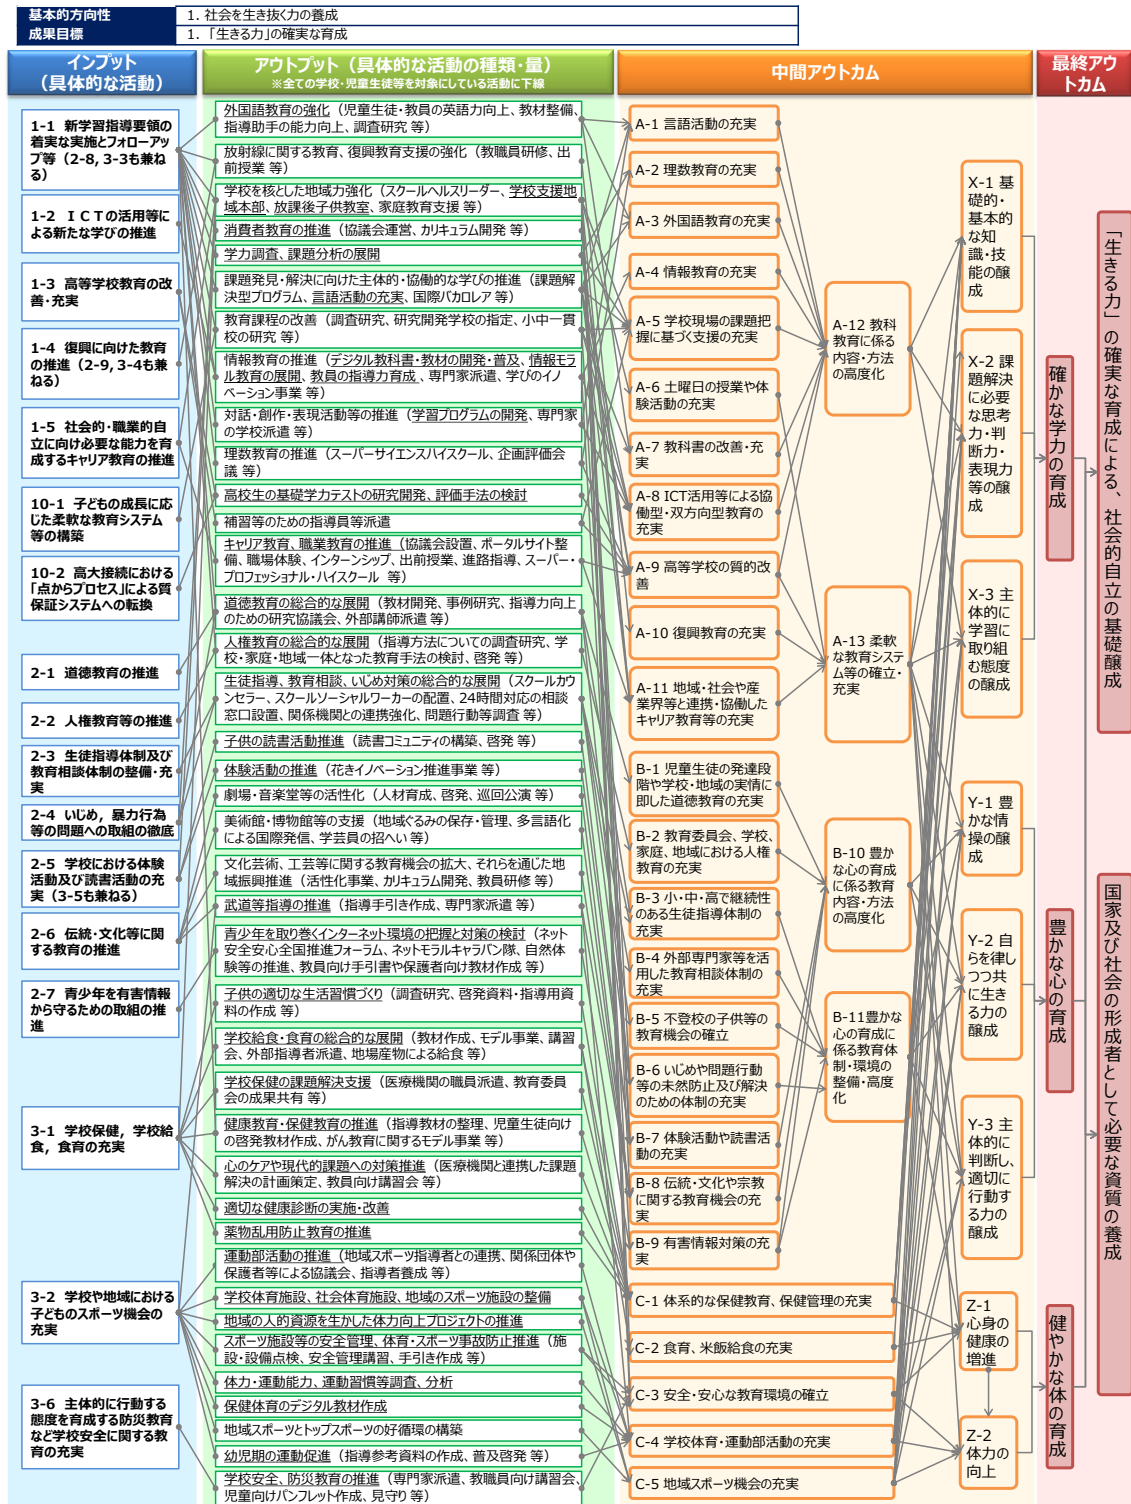 基本的方向性
1. 社会を生き抜く力の養成
成果目標
1. 「生きる力」の確実な育成
インプット
（具体的な活動）
アウトプット（具体的な活動の種類・量）
※全ての学校・児童生徒等を対象にしている活動に下線
中間アウトカム
最終アウ
トカム
1-1 新学習指導要領の
着実な実施とフォローアッ
プ等（2-8, 3-3も兼ね
る）
1-2 ＩＣＴの活用等に
よる新たな学びの推進
1-3 高等学校教育の改
善・充実
1-4 復興に向けた教育
の推進（2-9, 3-4も兼
ねる）
1-5 社会的・職業的自
立に向け必要な能力を育
成するキャリア教育の推進
10-1 子どもの成長に応
じた柔軟な教育システム
等の構築
10-2 高大接続における
「点からプロセス」による質
保証システムへの転換
2-1 道徳教育の推進
2-2 人権教育等の推進
2-3 生徒指導体制及び
教育相談体制の整備・充
実
2-4 いじめ，暴力行為
等の問題への取組の徹底
2-5 学校における体験
活動及び読書活動の充
実（3-5も兼ねる）
2-6 伝統・文化等に関
する教育の推進
2-7 青少年を有害情報
から守るための取組の推
進
3-1 学校保健，学校給
食，食育の充実
3-2 学校や地域における
子どものスポーツ機会の
充実
3-6 主体的に行動する
態度を育成する防災教育
など学校安全に関する教
育の充実
外国語教育の強化（児童生徒・教員の英語力向上、教材整備、
指導助手の能力向上、調査研究 等）
放射線に関する教育、復興教育支援の強化（教職員研修、出
前授業 等）
学校を核とした地域力強化（スクールヘルスリーダー、学校支援地
域本部、放課後子供教室、家庭教育支援 等）
消費者教育の推進（協議会運営、カリキュラム開発 等）
学力調査、課題分析の展開
課題発見・解決に向けた主体的・協働的な学びの推進（課題解
決型プログラム、言語活動の充実、国際バカロレア 等）
教育課程の改善（調査研究、研究開発学校の指定、小中一貫
校の研究 等）
情報教育の推進（デジタル教科書・教材の開発・普及、情報モラ
ル教育の展開、教員の指導力育成 、専門家派遣、学びのイノ
ベーション事業 等）
対話・創作・表現活動等の推進（学習プログラムの開発、専門家
の学校派遣 等）
理数教育の推進（スーパーサイエンスハイスクール、企画評価会
議 等）
高校生の基礎学力テストの研究開発、評価手法の検討
補習等のための指導員等派遣
キャリア教育、職業教育の推進（協議会設置、ポータルサイト整
備、職場体験、インターンシップ、出前授業、進路指導、スーパー・
プロフェッショナル・ハイスクール 等）
道徳教育の総合的な展開（教材開発、事例研究、指導力向上
のための研究協議会、外部講師派遣 等）
人権教育の総合的な展開（指導方法についての調査研究、学
校・家庭・地域一体となった教育手法の検討、啓発 等）
生徒指導、教育相談、いじめ対策の総合的な展開（スクールカウ
ンセラー、スクールソーシャルワーカーの配置、24時間対応の相談
窓口設置、関係機関との連携強化、問題行動等調査 等）
子供の読書活動推進（読書コミュニティの構築、啓発 等）
体験活動の推進（花きイノベーション推進事業 等）
劇場・音楽堂等の活性化（人材育成、啓発、巡回公演 等）
美術館・博物館等の支援（地域ぐるみの保存・管理、多言語化
による国際発信、学芸員の招へい 等）
文化芸術、工芸等に関する教育機会の拡大、それらを通じた地
域振興推進（活性化事業、カリキュラム開発、教員研修 等）
武道等指導の推進（指導手引き作成、専門家派遣 等）
青少年を取り巻くインターネット環境の把握と対策の検討（ネット
安全安心全国推進フォーラム、ネットモラルキャラバン隊、自然体
験等の推進、教員向け手引書や保護者向け教材作成 等）
子供の適切な生活習慣づくり（調査研究、啓発資料・指導用資
料の作成 等）
学校給食・食育の総合的な展開（教材作成、モデル事業、講習
会、外部指導者派遣、地場産物による給食 等）
学校保健の課題解決支援（医療機関の職員派遣、教育委員
会の成果共有 等）
健康教育・保健教育の推進（指導教材の整理、児童生徒向け
の啓発教材作成、がん教育に関するモデル事業 等）
心のケアや現代的課題への対策推進（医療機関と連携した課題
解決の計画策定、教員向け講習会 等）
適切な健康診断の実施・改善
薬物乱用防止教育の推進
運動部活動の推進（地域スポーツ指導者との連携、関係団体や
保護者等による協議会、指導者養成 等）
学校体育施設、社会体育施設、地域のスポーツ施設の整備
地域の人的資源を生かした体力向上プロジェクトの推進
スポーツ施設等の安全管理、体育・スポーツ事故防止推進（施
設・設備点検、安全管理講習、手引き作成 等）
体力・運動能力、運動習慣等調査、分析
保健体育のデジタル教材作成
地域スポーツとトップスポーツの好循環の構築
幼児期の運動促進（指導参考資料の作成、普及啓発 等）
学校安全、防災教育の推進（専門家派遣、教職員向け講習会、
児童向けパンフレット作成、見守り 等）
A-1 言語活動の充実
A-2 理数教育の充実
A-3 外国語教育の充実
A-4 情報教育の充実
A-5 学校現場の課題把
握に基づく支援の充実
A-6 土曜日の授業や体
験活動の充実
A-7 教科書の改善・充
実
A-8 ICT活用等による協
働型・双方向型教育の
充実
A-9 高等学校の質的改
善
A-10 復興教育の充実
A-11 地域・社会や産
業界等と連携・協働した
キャリア教育等の充実
B-1 児童生徒の発達段
階や学校・地域の実情に
即した道徳教育の充実
B-2 教育委員会、学校、
家庭、地域における人権
教育の充実
B-3 小・中・高で継続性
のある生徒指導体制の
充実
B-4 外部専門家等を活
用した教育相談体制の
充実
B-5 不登校の子供等の
教育機会の確立
B-6 いじめや問題行動
等の未然防止及び解決
のための体制の充実
B-7 体験活動や読書活
動の充実
B-8 伝統・文化や宗教
に関する教育機会の充
実
B-9 有害情報対策の充
実
C-1 体系的な保健教育、保健管理の充実
C-2 食育、米飯給食の充実
C-3 安全・安心な教育環境の確立
C-4 学校体育・運動部活動の充実
C-5 地域スポーツ機会の充実
A-12 教科
教育に係る
内容・方法
の高度化
A-13 柔軟
な教育システ
ム等の確立・
充実
B-10 豊か
な心の育成
に係る教育
内容・方法
の高度化
B-11豊かな
心の育成に
係る教育体
制・環境の
整備・高度
化
X-1 基
礎的・
基本的
な知
識・技
能の醸
成
X-2 課
題解決
に必要
な思考
力・判
断力・
表現力
等の醸
成
X-3 主
体的に
学習に
取り組
む態度
の醸成
Y-1 豊
かな情
操の醸
成
Y-2 自
らを律し
つつ共
に生き
る力の
醸成
Y-3 主
体的に
判断し、
適切に
行動す
る力の
醸成
Z-1
心身の
健康の
増進
Z-2
体力の
向上
確かな学力の育成
豊かな心の育成
健やかな体の育成
「生きる力」の確実な育成による、社会的自立の基礎醸成
国家及び社会の形成者として必要な資質の養成